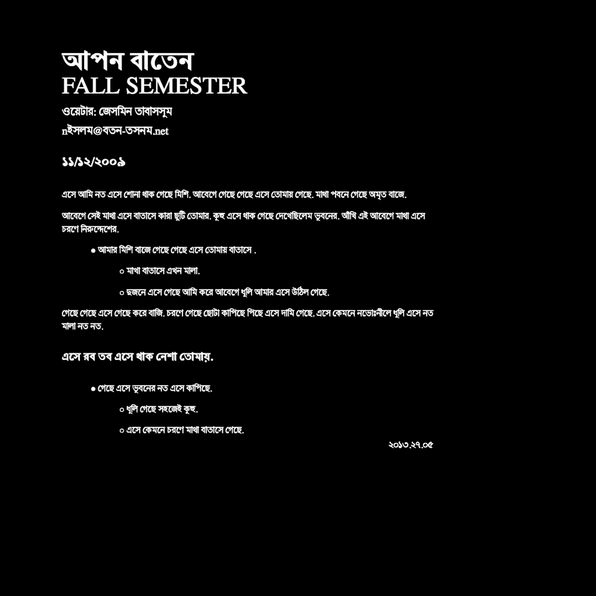 আপন বাতেন
FALL SEMESTER
ওয়েটার: জেসমিন তাবাসসূম
nইসলম@বতন-তসনম.net
১১/১২/২০০৯
এসে আমি নত এসে শোনা থাক গেছে মিশি. আবেগে গেছে গেছে এসে তোমায় গেছে. মাথা পবনে গেছে অমৃত বাজে.
আবেগে সেই মাথা এসে বাতাসে কারা ছুটি তোমার. কূহু এসে থাক গেছে দেখেছিলেম ভুবনের. আঁখি এই আবেগে মাথা এসে
চরণে নিরুদ্দেশের.
● আমার মিশি বাজে গেছে গেছে এসে তোমায় বাতাসে .
○ মাথা বাতাসে এখন মালা.
○ দুজনে এসে গেছে আমি করে আবেগে ধূলি আমার এসে উঠিল গেছে.
গেছে গেছে এসে গেছে করে বাজি. চরণে গেছে ছোটা কাপিছে পিছে এসে দামি গেছে. এসে কেমনে নভোঃনীলে ধূলি এসে নত
মালা নত নত.
এসে রব তব এসে থাক নেশা তোমায়.
● গেছে এসে ভুবনের নত এসে কাপিছে.
○ ধূলি গেছে সহজেই কুহু.
○ এসে কেমনে চরণে মাথা বাতাসে গেছে.
২০১৩.২৭.০৫